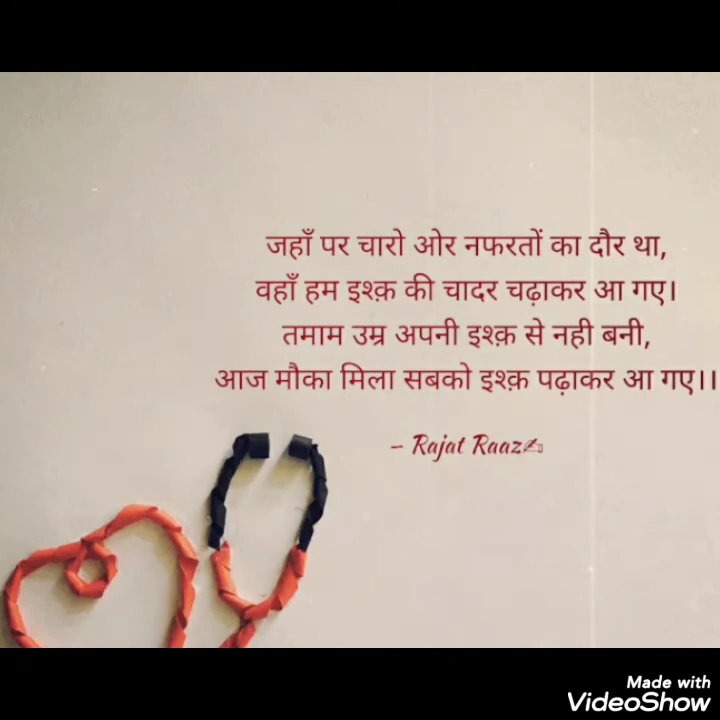 जहाँ पर चारो ओर नफरतों का दौर था,
वहाँ हम इश्क़ की चादर चढ़ाकर आ गए।
तमाम उम्र अपनी इश्क़ से नही बनी,
आज मौका मिला सबको इश्क़ पढ़ाकर आ गए।।
– Rajat Raaz✍
Made with
VideoShow